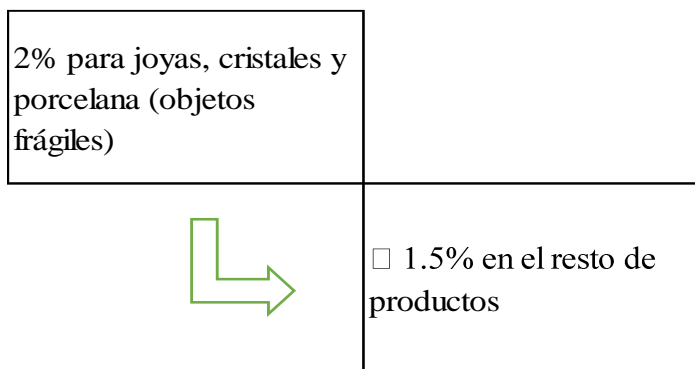 2% para joyas, cristales y
porcelana (objetos
frágiles)
□ 1.5% en el resto de
productos